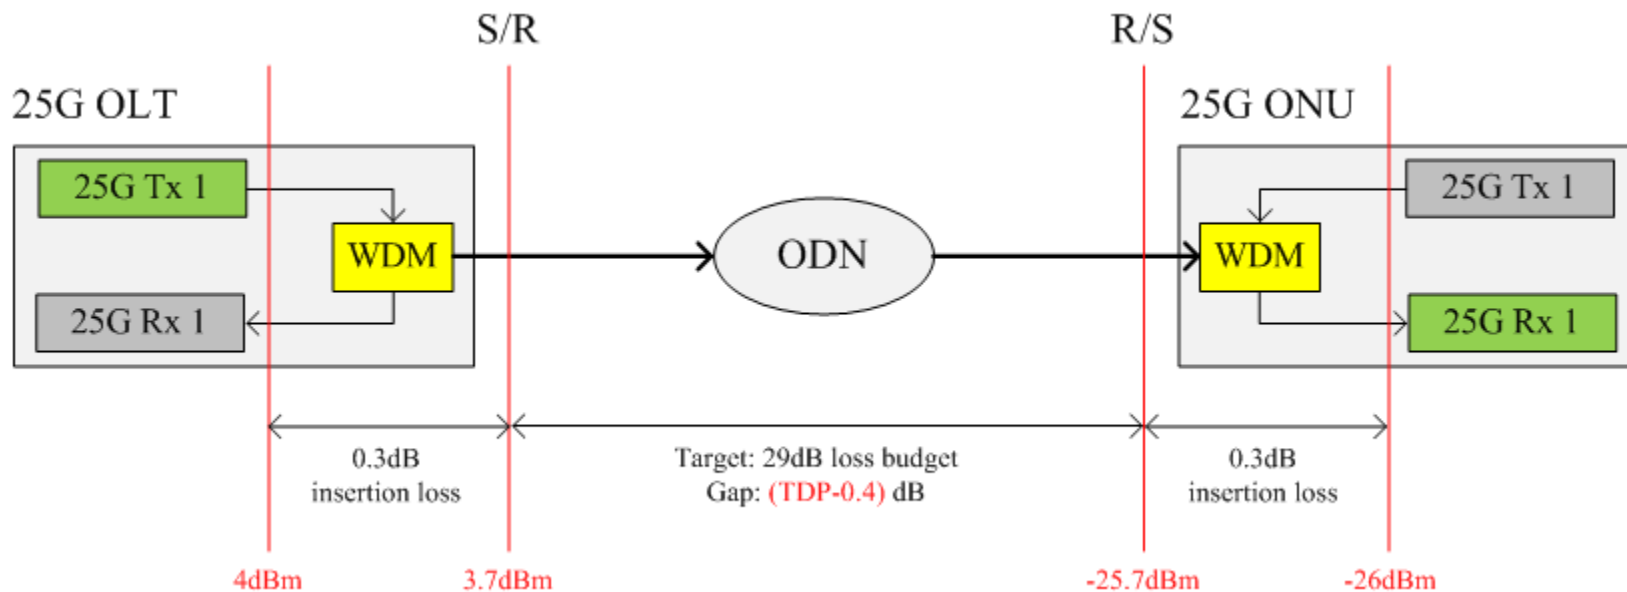 S/R
R/S
25G OLT
25G ONU
25G Tx 1
25G Tx 1
WDM
ODN
WDM
25G Rx 1
25G Rx 1
0.3dB
insertion loss
Target: 29dB loss budget
Gap: (TDP-0.4) dB
0.3dB
insertion loss
4dBm
3.7dBm
-25.7dBm
-26dBm